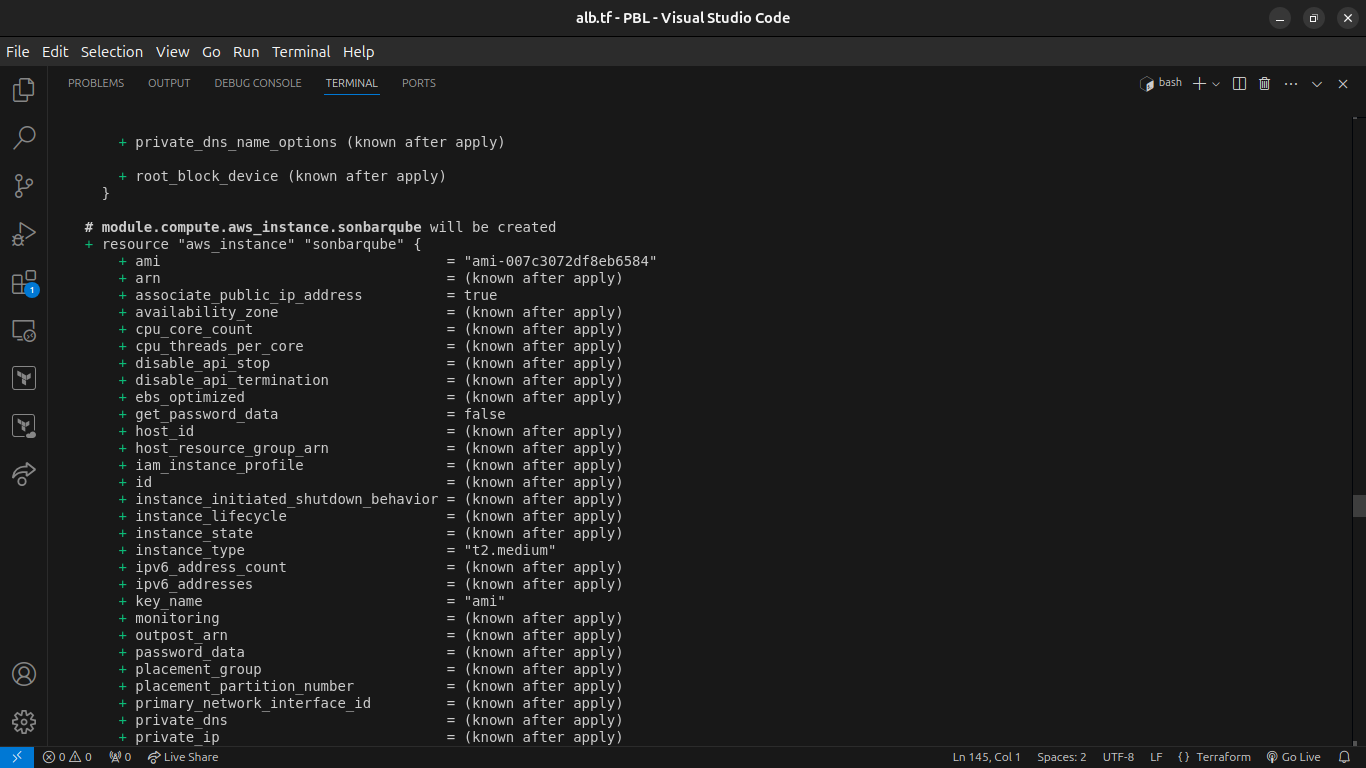 alb.tf - PBL - Visual Studio Code
File Edit Selection View Go Run Terminal Help
PROBLEMS OUTPUT DEBUG CONSOLE TERMINAL PORTS bash
+ private_dns_name_options (known after apply)
+ root_block_device (known after apply)
}
# module.compute.aws_instance.sonbarqube will be created
+ resource "aws_instance" "sonbarqube" {
+ ami = "ami-007c3072df8eb6584"
+ arn = (known after apply)
+ associate_public_ip_address = true
+ availability_zone = (known after apply)
+ cpu_core_count = (known after apply)
+ cpu_threads_per_core = (known after apply)
+ disable_api_stop = (known after apply)
+ disable_api_termination = (known after apply)
+ ebs_optimized = (known after apply)
+ get_password_data = false
+ host_id = (known after apply)
+ host_resource_group_arn = (known after apply)
+ iam_instance_profile = (known after apply)
+ id = (known after apply)
+ instance_initiated_shutdown_behavior = (known after apply)
+ instance_lifecycle = (known after apply)
+ instance_state = (known after apply)
+ instance_type = "t2.medium"
+ ipv6_address_count = (known after apply)
+ ipv6_addresses = (known after apply)
+ key_name = "ami"
+ monitoring = (known after apply)
+ outpost_arn = (known after apply)
+ password_data = (known after apply)
+ placement_group = (known after apply)
+ placement_partition_number = (known after apply)
+ primary_network_interface_id = (known after apply)
+ private_dns = (known after apply)
+ private_ip = (known after apply)
1
0 0 0 Live Share Ln 145, Col 1 Spaces: 2 UTF-8 LF {} Terraform Go Live